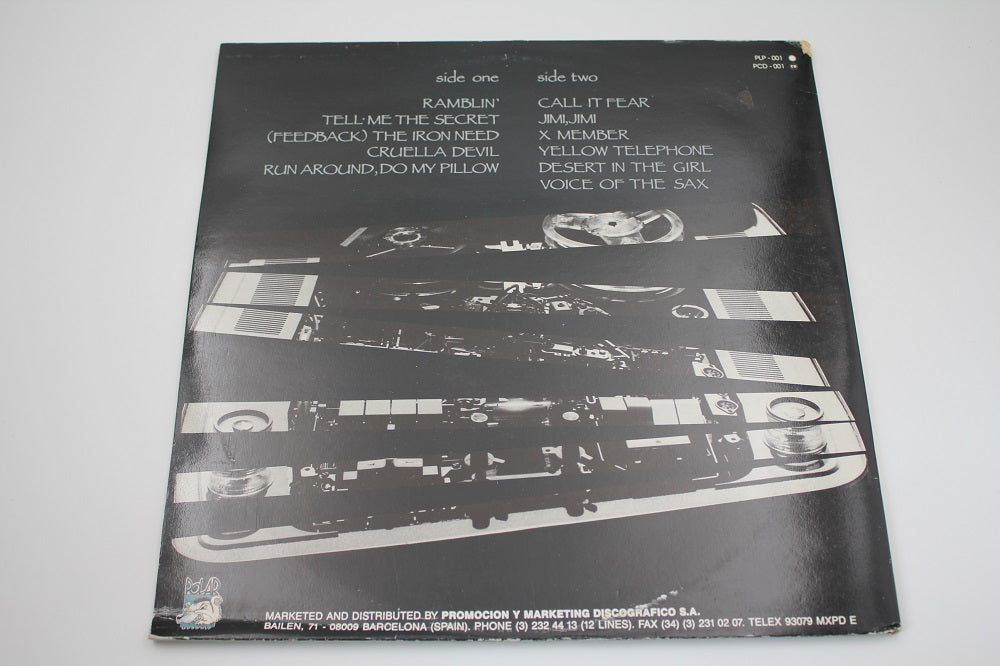 PLP - 001
PCD - 001
side one
RAMBLIN'
TELL·ME THE SECRET
(FEEDBACK) THE IRON NEED
CRUELLA DEVIL
RUN AROUND,DO MY PILLOW
side two
CALL IT FEAR
JIMI,JIMI
X MEMBER
YELLOW TELEPHONE
DESERT IN THE GIRL
VOICE OF THE SAX
POLAR
MARKETED AND DISTRIBUTED BY PROMOCION Y MARKETING DISCOGRAFICO S.A.
BAILEN, 71 - 08009 BARCELONA (SPAIN). PHONE (3) 232 44 13 (12 LINES). FAX (34) (3) 231 02 07. TELEX 93079 MXPD E